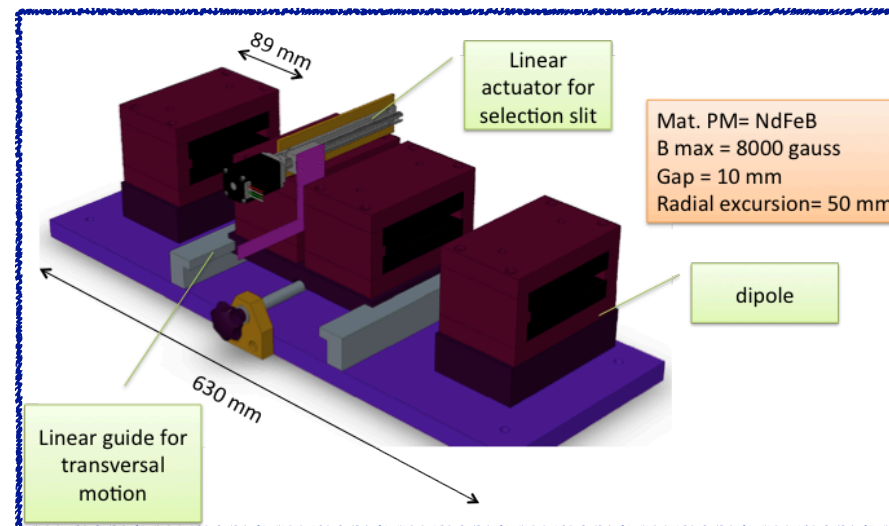 89 mm
Linear
actuator for
selection slit
Mat. PM= NdFeB
B max = 8000 gauss
Gap = 10 mm
Radial excursion= 50 mm
dipole
630 mm
Linear guide for
transversal
motion